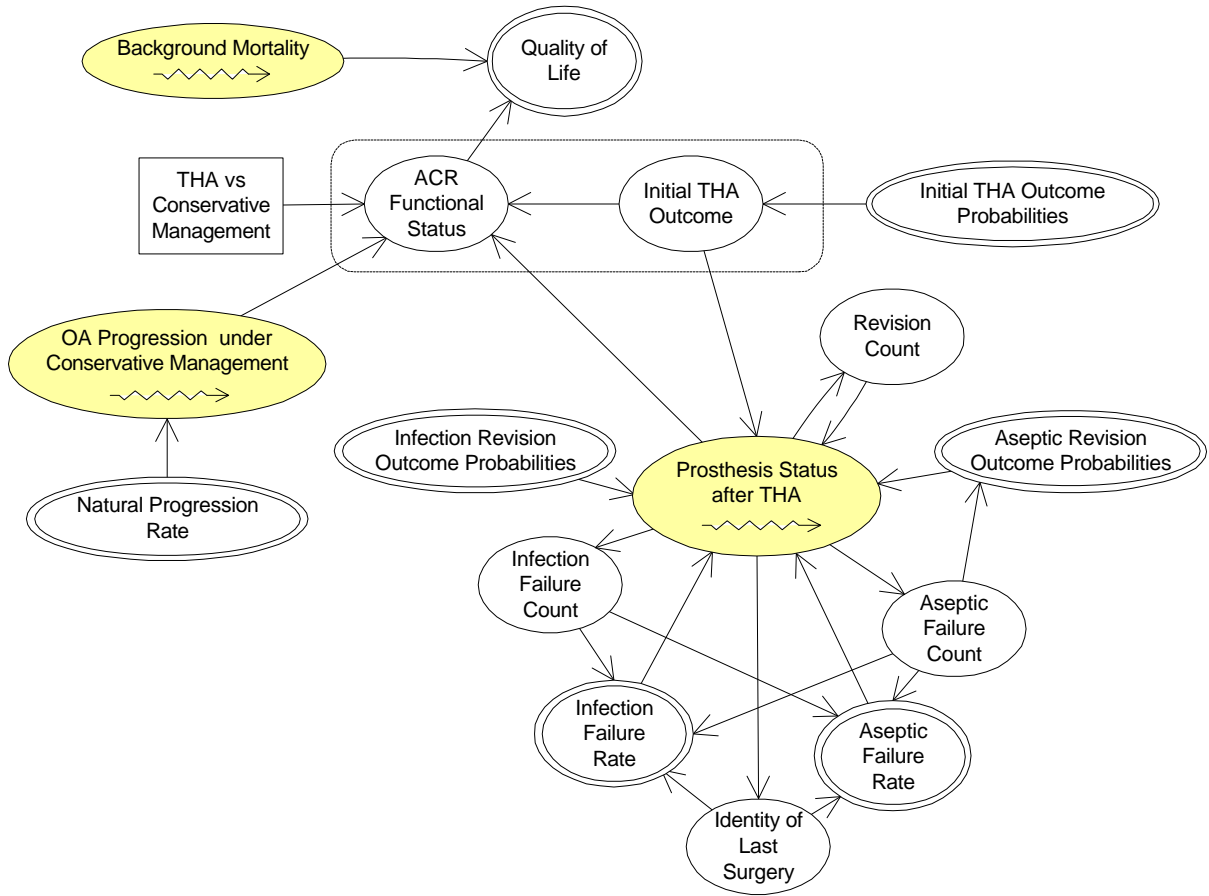 Background Mortality
Quality of
Life
THA vs
Conservative
Management
ACR
Functional
Status
Initial THA
Outcome
Initial THA Outcome
Probabilities
OA Progression under
Conservative Management
Revision
Count
Infection Revision
Outcome Probabilities
Prosthesis Status
after THA
Aseptic Revision
Outcome Probabilities
Natural Progression
Rate
Infection
Failure
Count
Aseptic
Failure
Count
Infection
Failure
Rate
Aseptic
Failure
Rate
Identity of
Last
Surgery